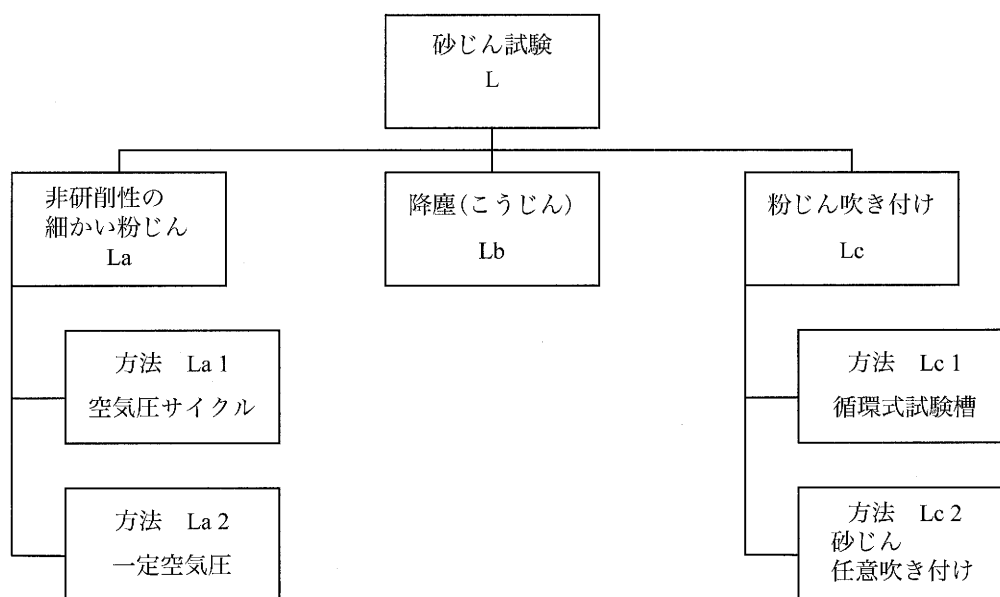 砂じん試験
L
非研削性の
細かい粉じん
La
降塵(こうじん)
Lb
粉じん吹き付け
Lc
方法 La 1
空気圧サイクル
方法 La 2
一定空気圧
方法 Lc 1
循環式試験槽
方法 Lc 2
砂じん
任意吹き付け